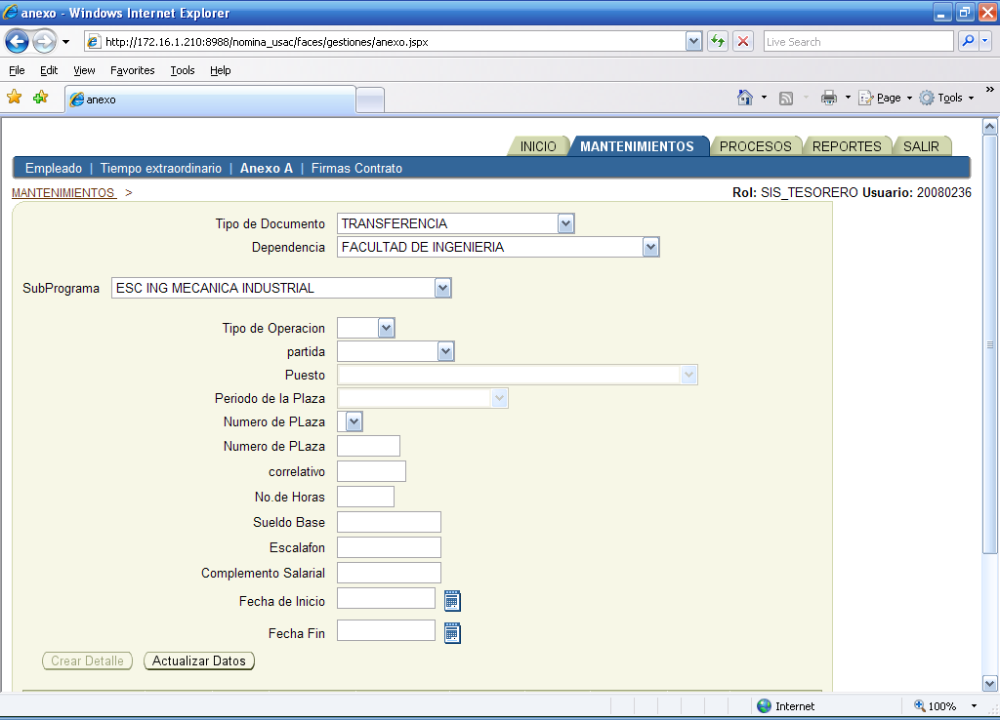 anexo - Windows Internet Explorer
http://172.16.1.210:8988/nomina_usac/faces/gestiones/anexo.jspx
Live Search
File Edit View Favorites Tools Help
anexo
Page Tools »
INICIO MANTENIMIENTOS PROCESOS REPORTES SALIR
Empleado | Tiempo extraordinario | Anexo A | Firmas Contrato
MANTENIMIENTOS > Rol: SIS_TESORERO Usuario: 20080236
Tipo de Documento TRANSFERENCIA
Dependencia FACULTAD DE INGENIERIA
SubPrograma ESC ING MECANICA INDUSTRIAL
Tipo de Operacion
partida
Puesto
Periodo de la Plaza
Numero de PLaza
Numero de PLaza
correlativo
No.de Horas
Sueldo Base
Escalafon
Complemento Salarial
Fecha de Inicio
Fecha Fin
Crear Detalle Actualizar Datos
Internet 100%